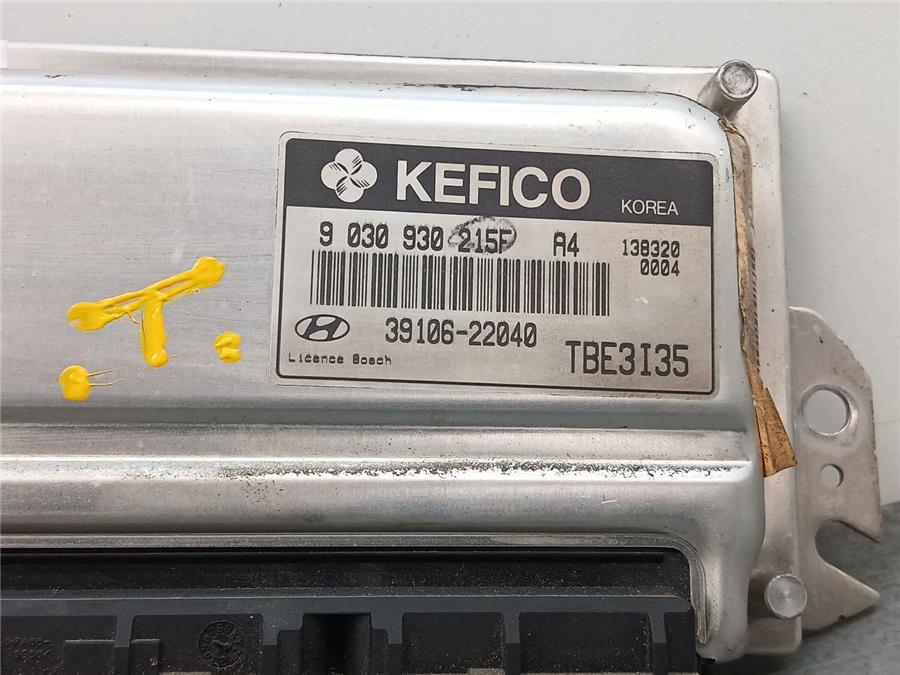 KEFICO
KOREA
9 030 930 215F A4
138320
0004
39106-22040
Licence Bosch
TBE3I35